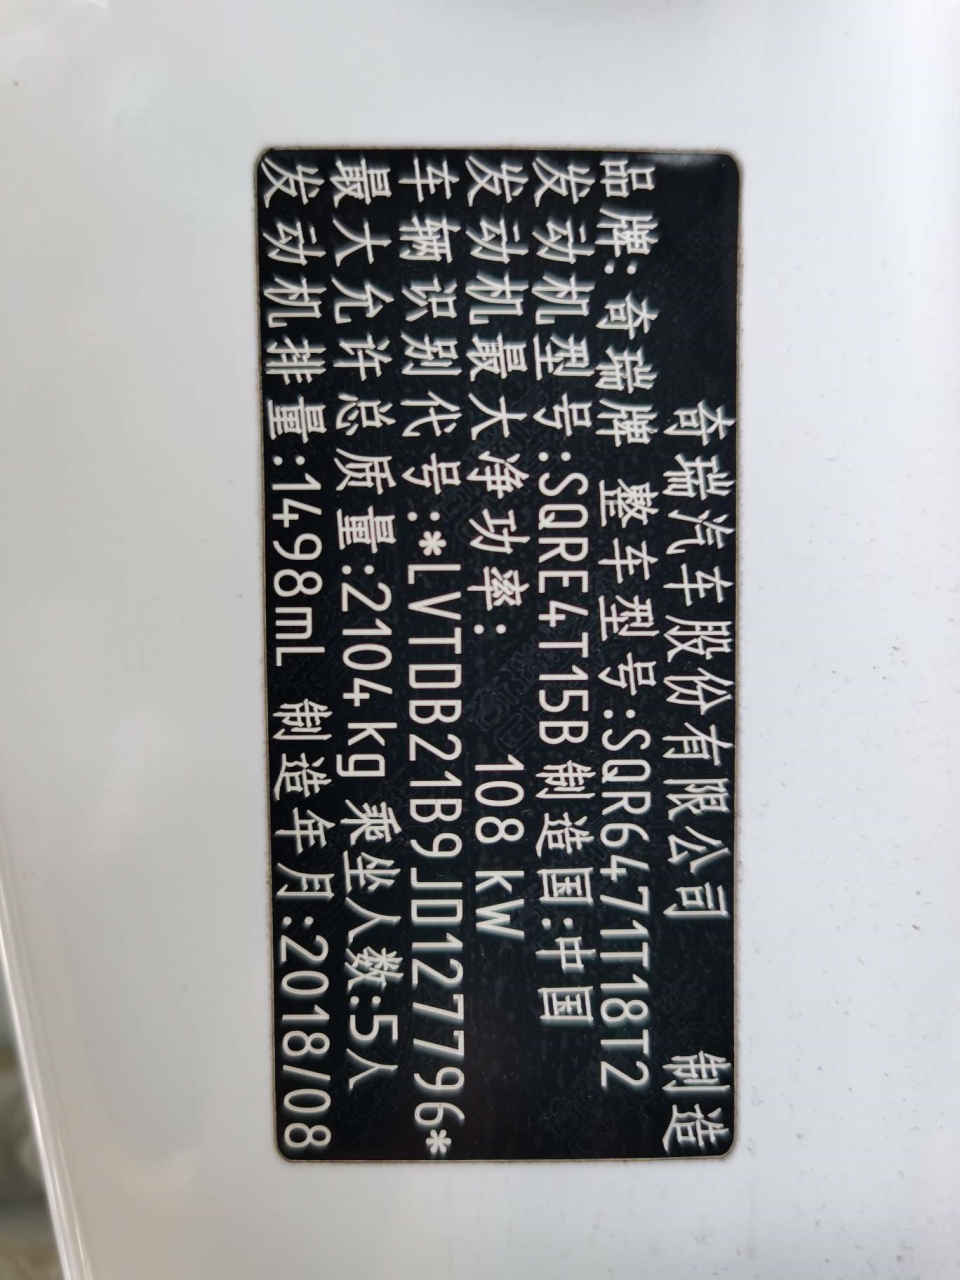 奇瑞汽车股份有限公司 制造
品牌: 奇瑞牌 整车型号:SQR6471T18T2
发动机型号:SQRE4T15B 制造国:中国
发动机最大净功率: 108 kW
车辆识别代号:*LVTDB21B9JD127796*
最大允许总质量:2104kg 乘坐人数:5人
发动机排量:1498mL 制造年月:2018/08